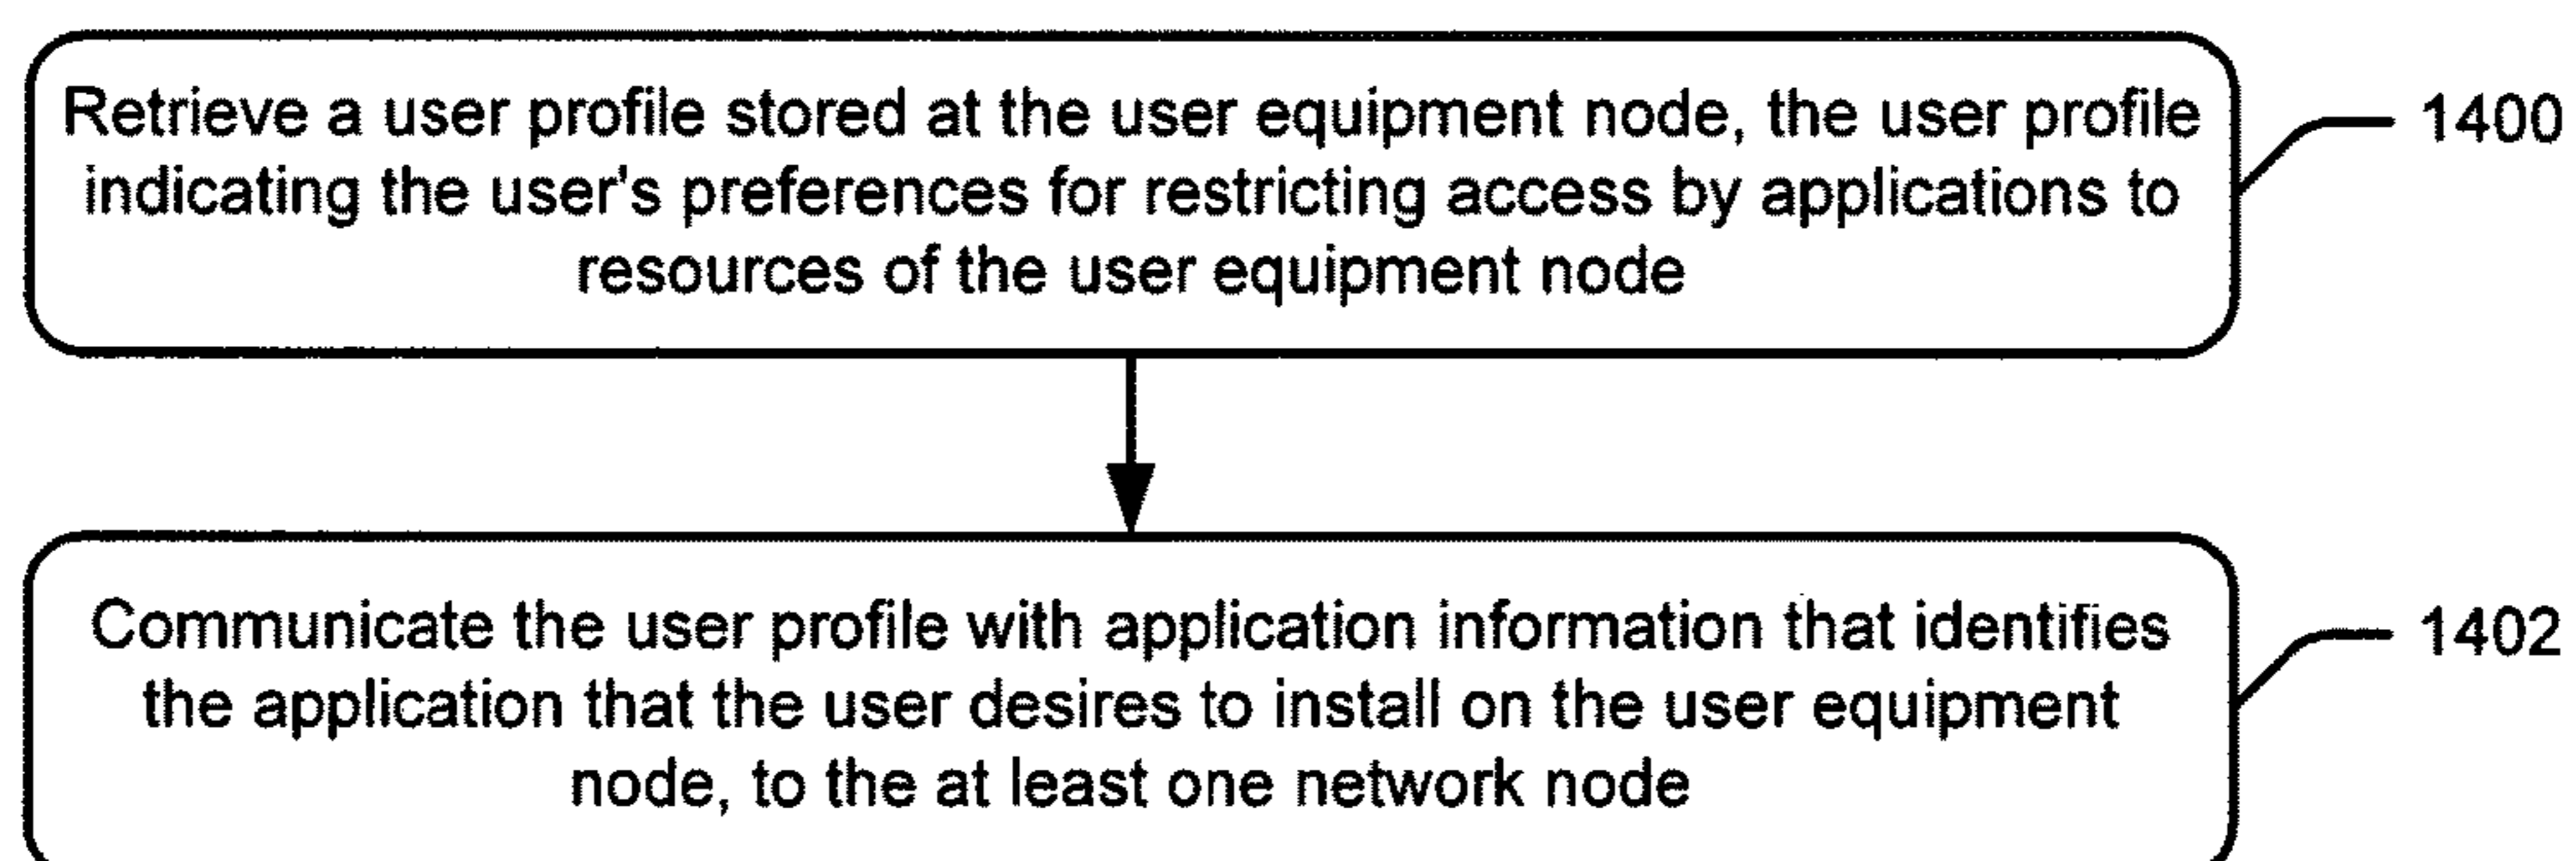 Retrieve a user profile stored at the user equipment node, the user profile
indicating the user's preferences for restricting access by applications to
resources of the user equipment node
1400
Communicate the user profile with application information that identifies
the application that the user desires to install on the user equipment
node, to the at least one network node
1402